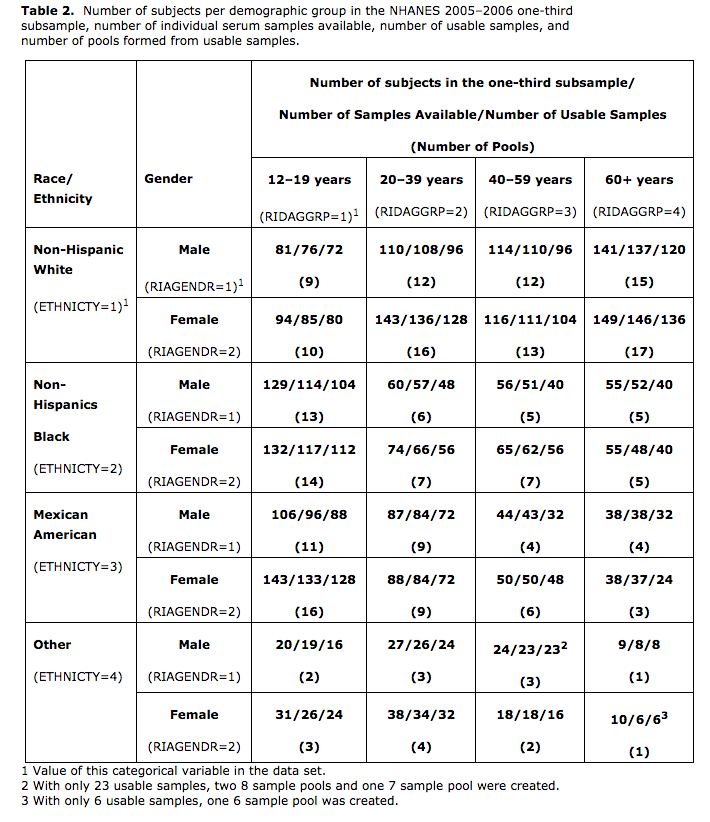 Table 2.  Number of subjects per demographic group in the NHANES 2005–2006 one-third
subsample, number of individual serum samples available, number of usable samples, and
number of pools formed from usable samples.
Number of subjects in the one-third subsample/
Number of Samples Available/Number of Usable Samples
(Number of Pools)
Race/ Gender 12–19 years 20–39 years 40–59 years 60+ years
Ethnicity (RIDAGGRP=1)¹ (RIDAGGRP=2) (RIDAGGRP=3) (RIDAGGRP=4)
Non-Hispanic Male 81/76/72 110/108/96 114/110/96 141/137/120
White
(RIAGENDR=1)¹ (9) (12) (12) (15)
(ETHNICTY=1)¹
Female 94/85/80 143/136/128 116/111/104 149/146/136
(RIAGENDR=2) (10) (16) (13) (17)
Non- Male 129/114/104 60/57/48 56/51/40 55/52/40
Hispanics
(RIAGENDR=1) (13) (6) (5) (5)
Black
Female 132/117/112 74/66/56 65/62/56 55/48/40
(ETHNICTY=2)
(RIAGENDR=2) (14) (7) (7) (5)
Mexican Male 106/96/88 87/84/72 44/43/32 38/38/32
American
(RIAGENDR=1) (11) (9) (4) (4)
(ETHNICTY=3)
Female 143/133/128 88/84/72 50/50/48 38/37/24
(RIAGENDR=2) (16) (9) (6) (3)
Other Male 20/19/16 27/26/24 24/23/23² 9/8/8
(ETHNICTY=4) (RIAGENDR=1) (2) (3) (3) (1)
Female 31/26/24 38/34/32 18/18/16 10/6/6³
(RIAGENDR=2) (3) (4) (2) (1)
1 Value of this categorical variable in the data set.
2 With only 23 usable samples, two 8 sample pools and one 7 sample pool were created.
3 With only 6 usable samples, one 6 sample pool was created.